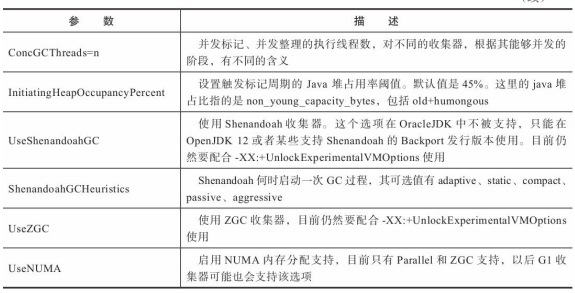 参 数 描 述
ConcGCThreads=n
并发标记、并发整理的执行线程数，对不同的收集器，根据其能够并发的
阶段，有不同的含义
InitiatingHeapOccupancyPercent
设置触发标记周期的 Java 堆占用率阈值。默认值是 45%。这里的 java 堆
占比指的是 non_young_capacity_bytes，包括 old+humongous
UseShenandoahGC
使用 Shenandoah 收集器。这个选项在 OracleJDK 中不被支持，只能在
OpenJDK 12 或者某些支持 Shenandoah 的 Backport 发行版本使用。目前仍
然要配合 -XX:+UnlockExperimentalVMOptions 使用
ShenandoahGCHeuristics
Shenandoah 何时启动一次 GC 过程，其可选值有 adaptive、static、compact、
passive、aggressive
UseZGC
使用 ZGC 收集器，目前仍然要配合 -XX:+UnlockExperimentalVMOptions
使用
UseNUMA
启用 NUMA 内存分配支持，目前只有 Parallel 和 ZGC 支持，以后 G1 收
集器可能也会支持该选项